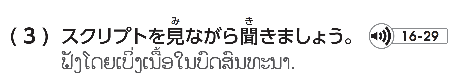 (3) スクリプトを見ながら聞きましょう。 16-29
ຟັງໂດຍເບິ່ງເນື້ອໃນບົດສົນທະນາ.